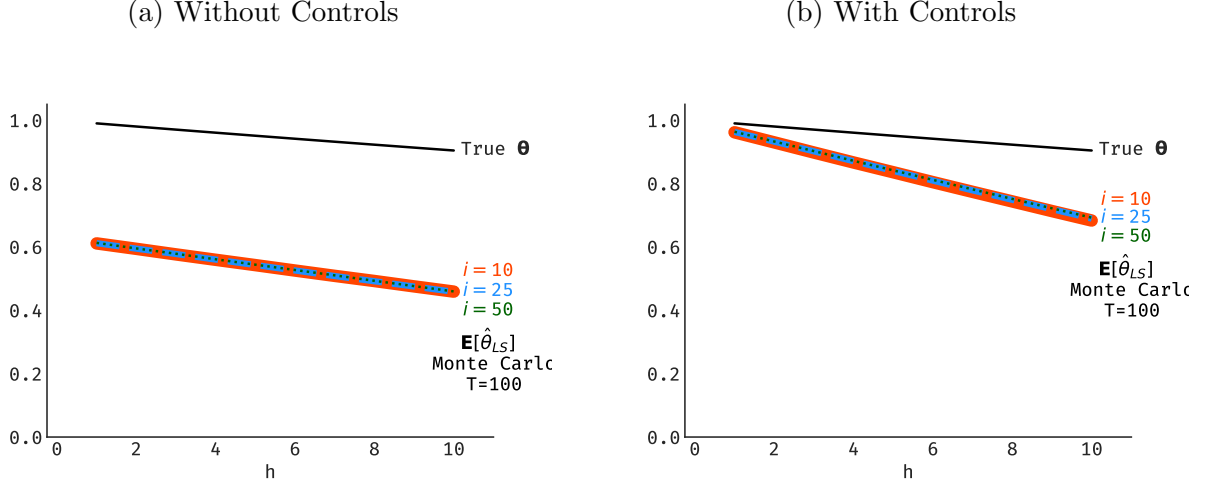 (a) Without Controls
1.0
0.8
0.6
0.4
0.2
0.0
0 2 4 6 8 10
h
True θ
i = 10
i = 25
i = 50
E[θ̂LS]
Monte Carlo
T=100
(b) With Controls
1.0
0.8
0.6
0.4
0.2
0.0
0 2 4 6 8 10
h
True θ
i = 10
i = 25
i = 50
E[θ̂LS]
Monte Carlo
T=100